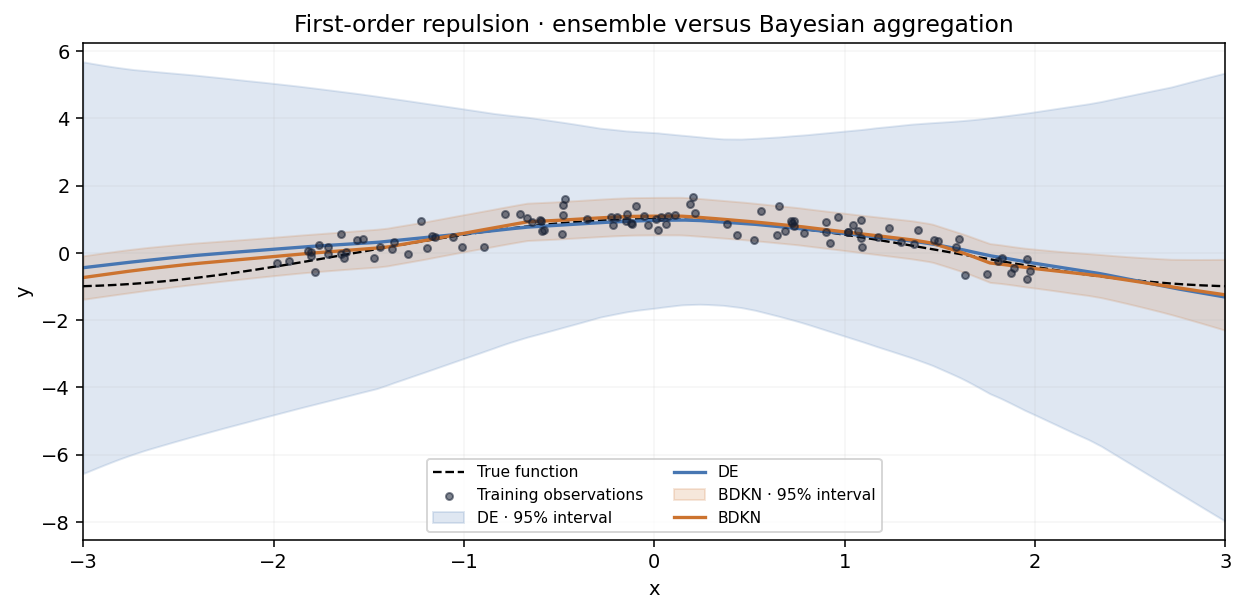 First-order repulsion · ensemble versus Bayesian aggregation
y
6
4
2
0
−2
−4
−6
−8
True function
Training observations
DE · 95% interval
DE
BDKN · 95% interval
BDKN
−3 −2 −1 0 1 2 3
x